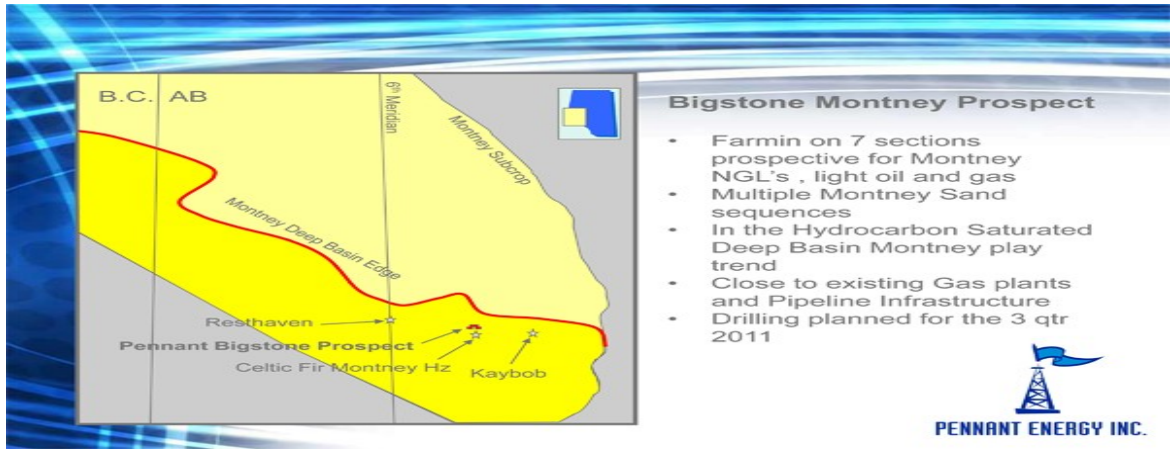 B.C. AB
6th Meridian
Montney Subcrop
Montney Deep Basin Edge
Resthaven
Pennant Bigstone Prospect
Celtic Fir Montney Hz
Kaybob
Bigstone Montney Prospect
• Farmin on 7 sections
prospective for Montney
NGL's , light oil and gas
• Multiple Montney Sand
sequences
• In the Hydrocarbon Saturated
Deep Basin Montney play
trend
• Close to existing Gas plants
and Pipeline Infrastructure
• Drilling planned for the 3 qtr
2011
PENNANT ENERGY INC.